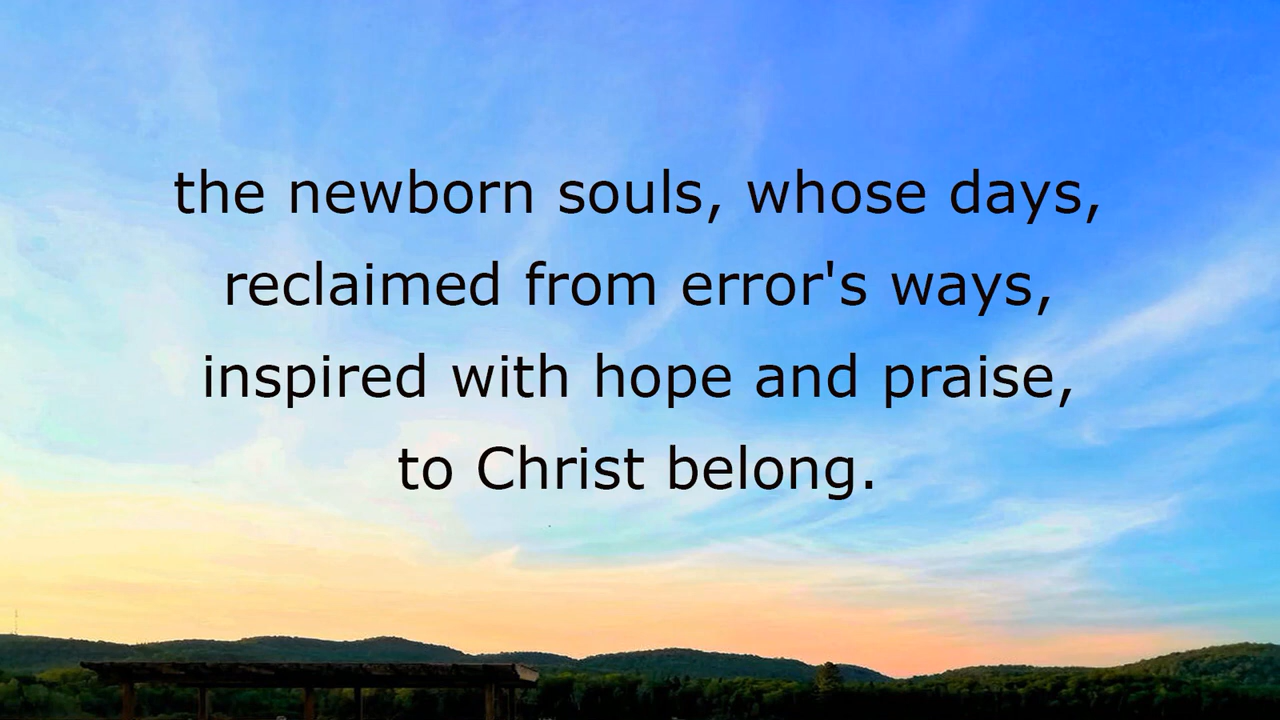 the newborn souls, whose days,
reclaimed from error's ways,
inspired with hope and praise,
to Christ belong.